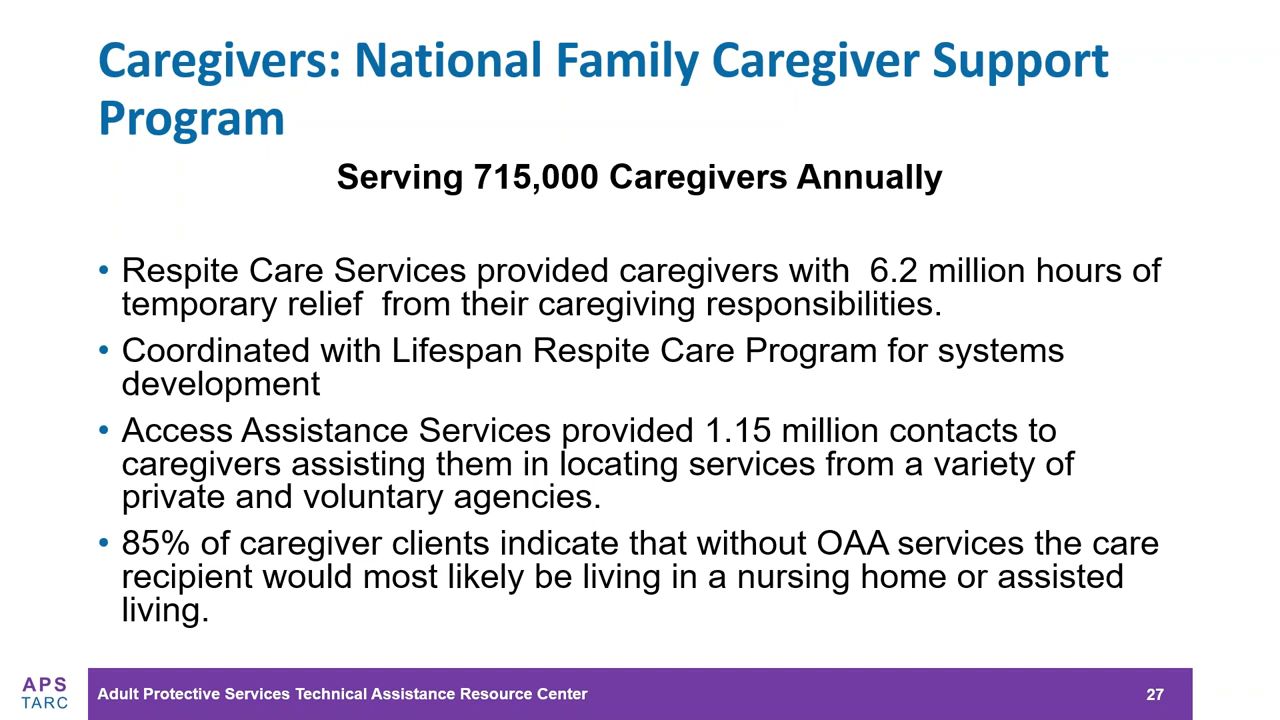 Caregivers: National Family Caregiver Support
Program
Serving 715,000 Caregivers Annually
• Respite Care Services provided caregivers with  6.2 million hours of
temporary relief  from their caregiving responsibilities.
• Coordinated with Lifespan Respite Care Program for systems
development
• Access Assistance Services provided 1.15 million contacts to
caregivers assisting them in locating services from a variety of
private and voluntary agencies.
• 85% of caregiver clients indicate that without OAA services the care
recipient would most likely be living in a nursing home or assisted
living.
APS
TARC
Adult Protective Services Technical Assistance Resource Center
27